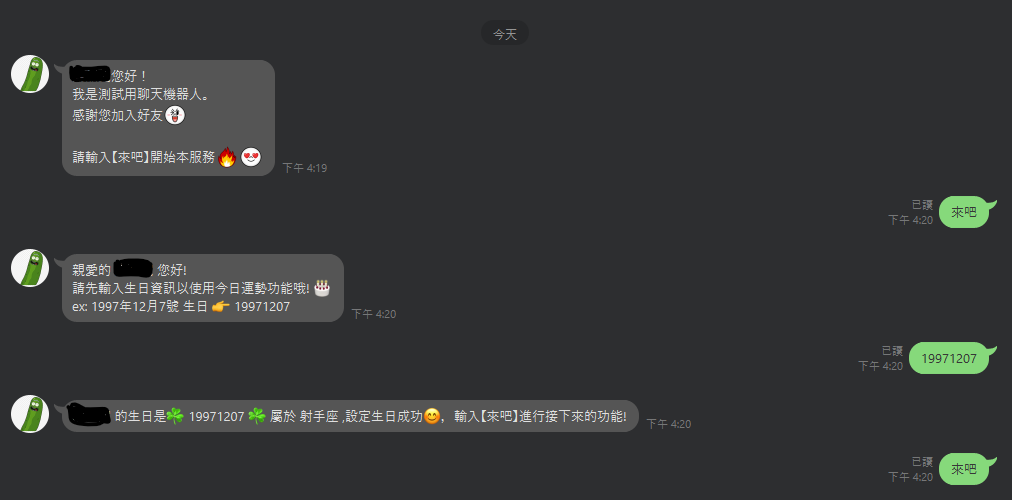 今天
您好！
我是測試用聊天機器人。
感謝您加入好友
請輸入【來吧】開始本服務
下午 4:19
已讀
下午 4:20
來吧
親愛的 您好!
請先輸入生日資訊以使用今日運勢功能哦!
ex: 1997年12月7號 生日 👉 19971207
下午 4:20
已讀
下午 4:20
19971207
的生日是🍀 19971207 🍀 屬於 射手座 ,設定生日成功😊，輸入【來吧】進行接下來的功能!
下午 4:20
已讀
下午 4:20
來吧